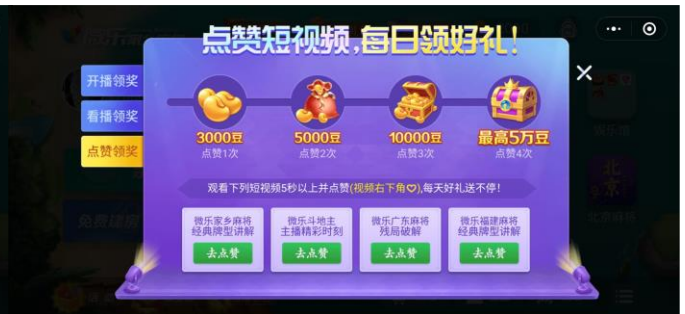 点赞短视频,每日领好礼!
开播领奖
看播领奖
点赞领奖
3000豆
点赞1次
5000豆
点赞2次
10000豆
点赞3次
最高5万豆
点赞4次
观看下列短视频5秒以上并点赞(视频右下角♡),每天好礼送不停!
微乐家乡麻将
经典牌型讲解
去点赞
微乐斗地主
主播精彩时刻
去点赞
微乐广东麻将
残局破解
去点赞
微乐福建麻将
经典牌型讲解
去点赞
娱乐馆
北京麻将